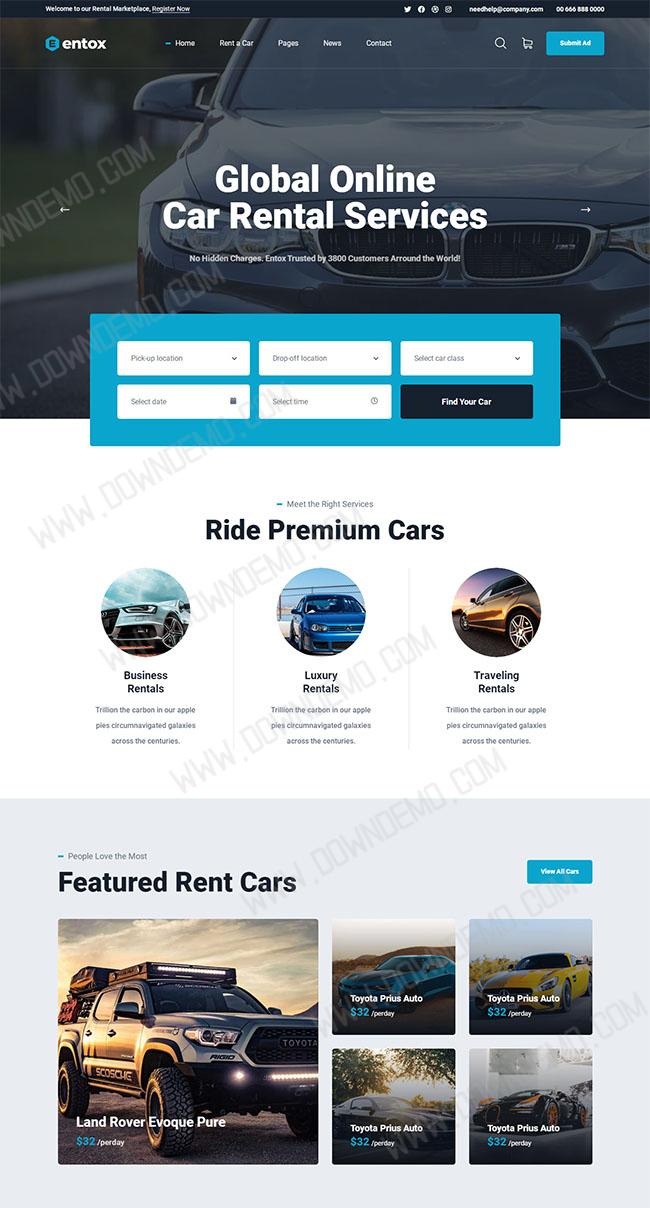 Welcome to our Rental Marketplace, Register Now
needhelp@company.com 00 666 888 0000
entox
Home Rent a Car Pages News Contact
Submit Ad
Global Online
Car Rental Services
No Hidden Charges. Entox Trusted by 3800 Customers Arround the World!
Pick-up location Drop-off location Select car class
Select date Select time Find Your Car
Meet the Right Services
Ride Premium Cars
Business
Rentals
Trillion the carbon in our apple
pies circumnavigated galaxies
across the centuries.
Luxury
Rentals
Trillion the carbon in our apple
pies circumnavigated galaxies
across the centuries.
Traveling
Rentals
Trillion the carbon in our apple
pies circumnavigated galaxies
across the centuries.
People Love the Most
Featured Rent Cars
View All Cars
TOYOTA
RIGID
SCOSCHE
Land Rover Evoque Pure
$32 /perday
Toyota Prius Auto
$32 /perday
Toyota Prius Auto
$32 /perday
Toyota Prius Auto
$32 /perday
Toyota Prius Auto
$32 /perday
WWW.DOWNDEMO.COM